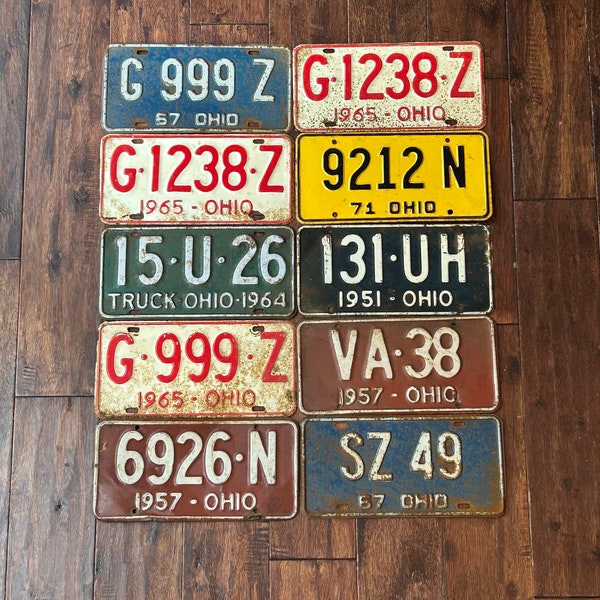 G 999 Z
67 OHIO
G·1238·Z
1965 - OHIO
G·1238·Z
1965 - OHIO
9212 N
71 OHIO
15·U·26
TRUCK OHIO·1964
131·UH
1951 - OHIO
G·999·Z
1965 - OHIO
VA·38
1957 - OHIO
6926·N
1957 - OHIO
SZ 49
67 OHIO